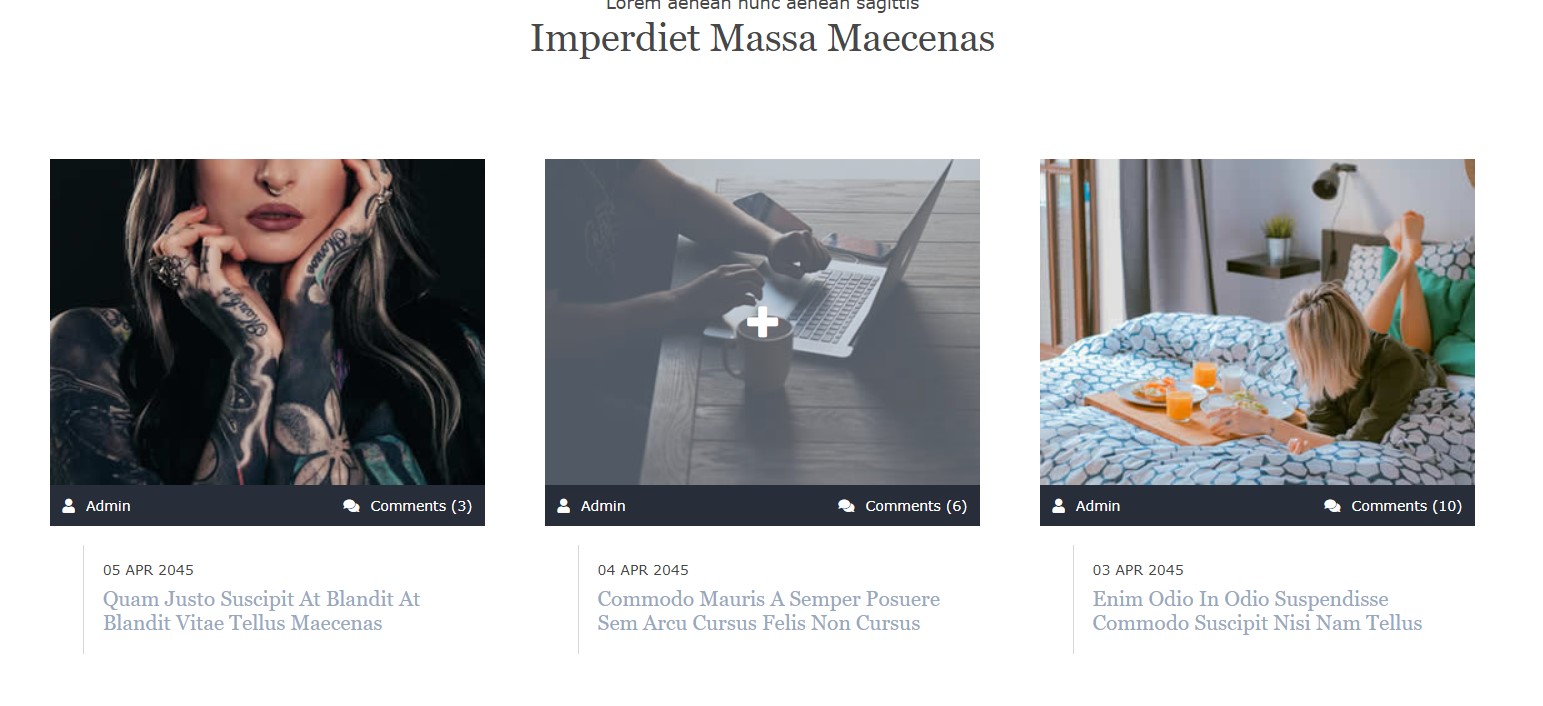 Lorem aenean nunc aenean sagittis
Imperdiet Massa Maecenas
Admin
Comments (3)
Admin
Comments (6)
Admin
Comments (10)
05 APR 2045
Quam Justo Suscipit At Blandit At
Blandit Vitae Tellus Maecenas
04 APR 2045
Commodo Mauris A Semper Posuere
Sem Arcu Cursus Felis Non Cursus
03 APR 2045
Enim Odio In Odio Suspendisse
Commodo Suscipit Nisi Nam Tellus